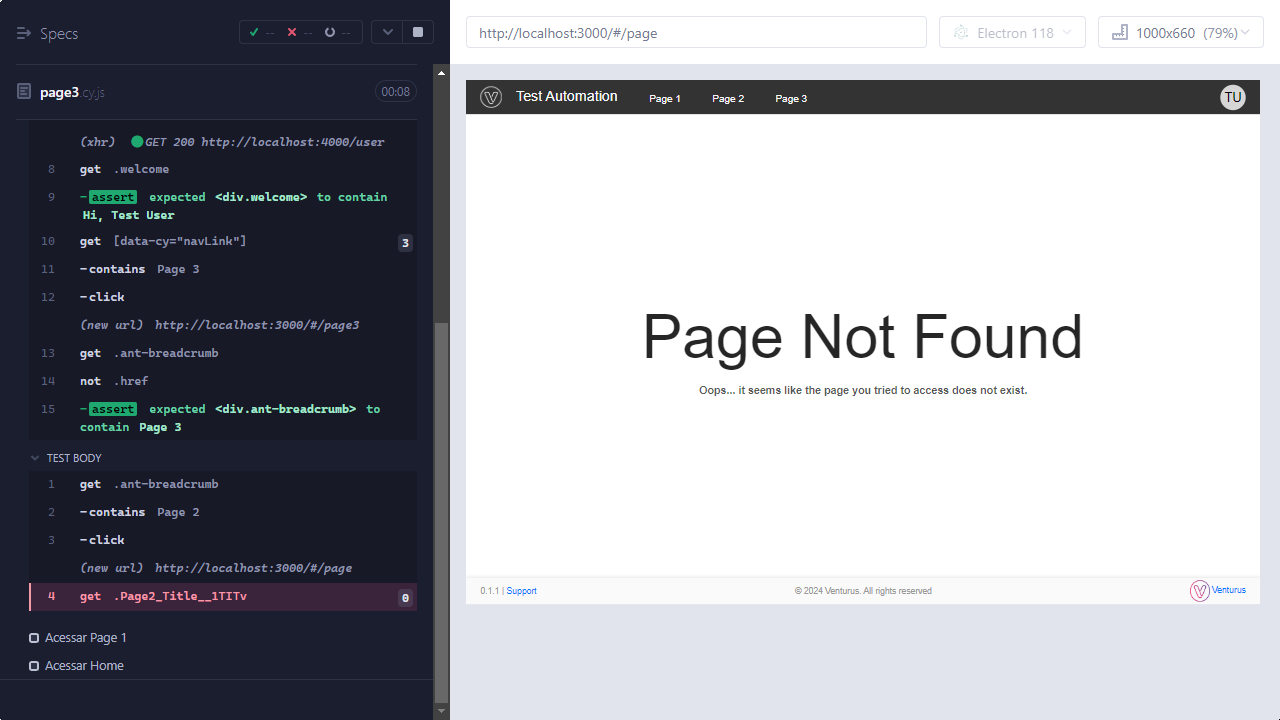 Specs
--
--
--
page3.cy.js
00:08
(xhr) GET 200 http://localhost:4000/user
8 get .welcome
9 -assert expected <div.welcome> to contain
Hi, Test User
10 get [data-cy="navLink"] 3
11 -contains Page 3
12 -click
(new url) http://localhost:3000/#/page3
13 get .ant-breadcrumb
14 not .href
15 -assert expected <div.ant-breadcrumb> to
contain Page 3
TEST BODY
1 get .ant-breadcrumb
2 -contains Page 2
3 -click
(new url) http://localhost:3000/#/page
4 get .Page2_Title__1TITv 0
Acessar Page 1
Acessar Home
http://localhost:3000/#/page
Electron 118
1000x660 (79%)
Test Automation Page 1 Page 2 Page 3 TU
Page Not Found
Oops... it seems like the page you tried to access does not exist.
0.1.1 | Support
© 2024 Venturus. All rights reserved
Venturus